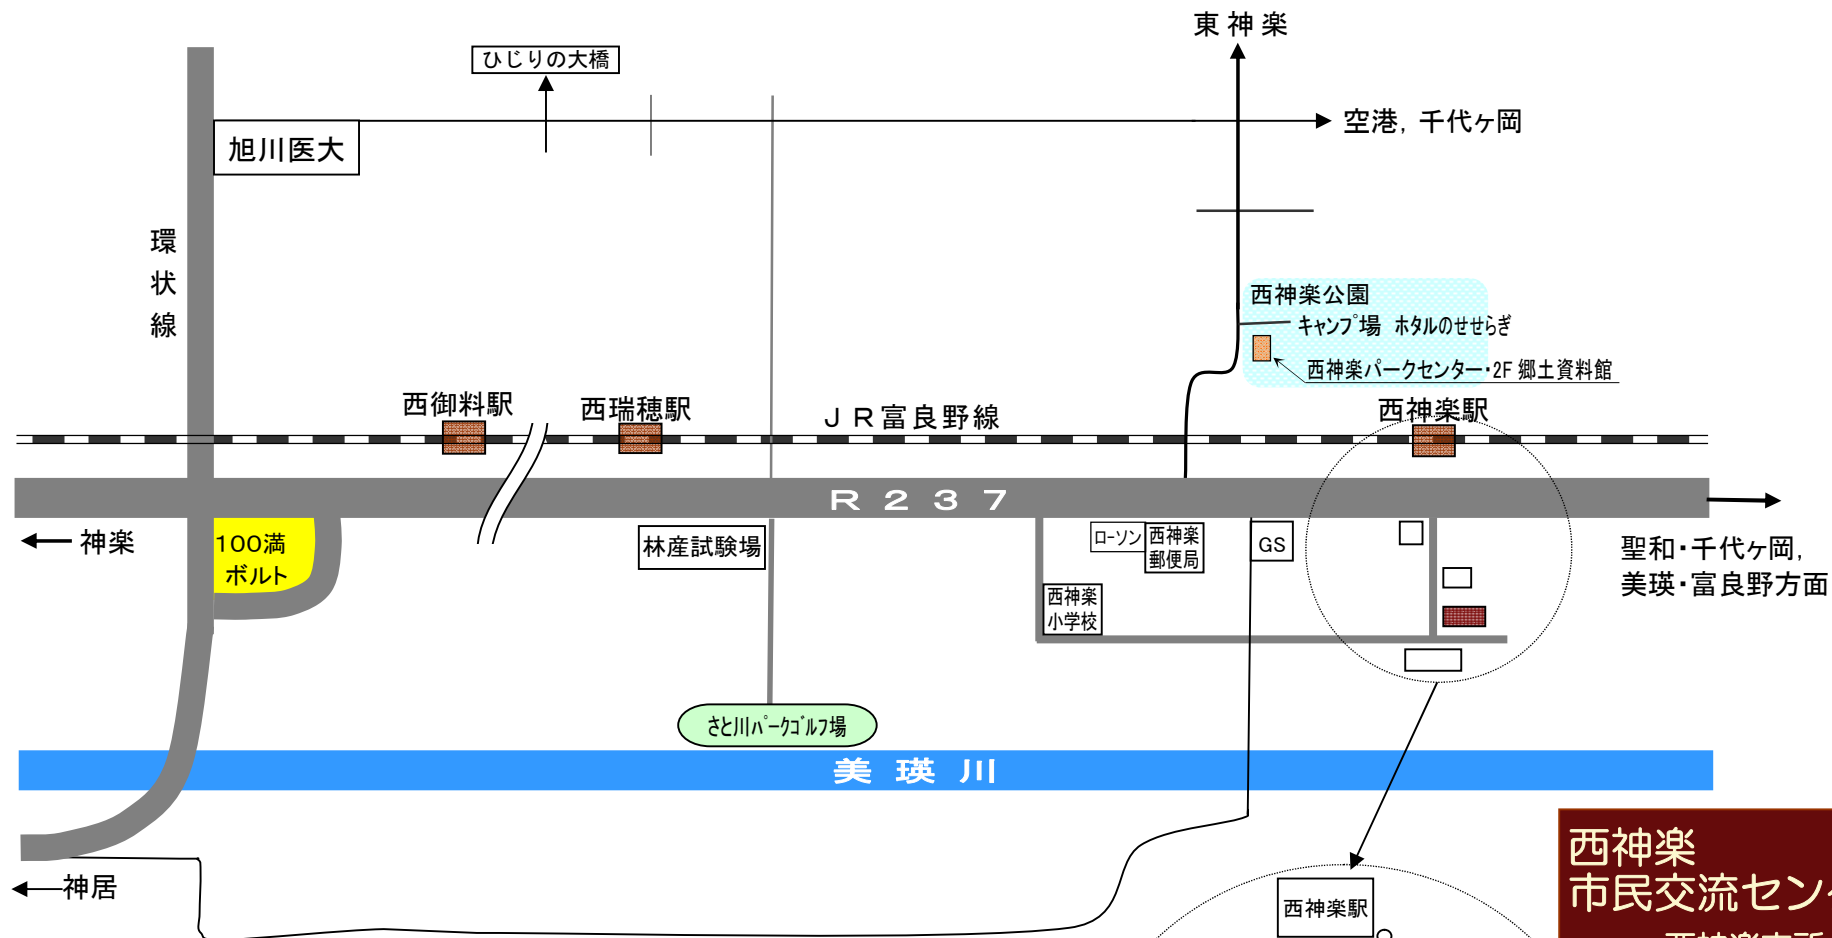 東神楽
ひじりの大橋
空港，千代ヶ岡
旭川医大
環状線
西神楽公園
キャンプ場 ホタルのせせらぎ
西神楽パークセンター・2F 郷土資料館
西御料駅
西瑞穂駅
ＪＲ富良野線
西神楽駅
Ｒ２３７
神楽
100満
ボルト
林産試験場
ローソン
西神楽
郵便局
GS
西神楽
小学校
聖和・千代ヶ岡，
美瑛・富良野方面
さと川パークゴルフ場
美瑛川
神居
西神楽駅
西神楽
市民交流セン